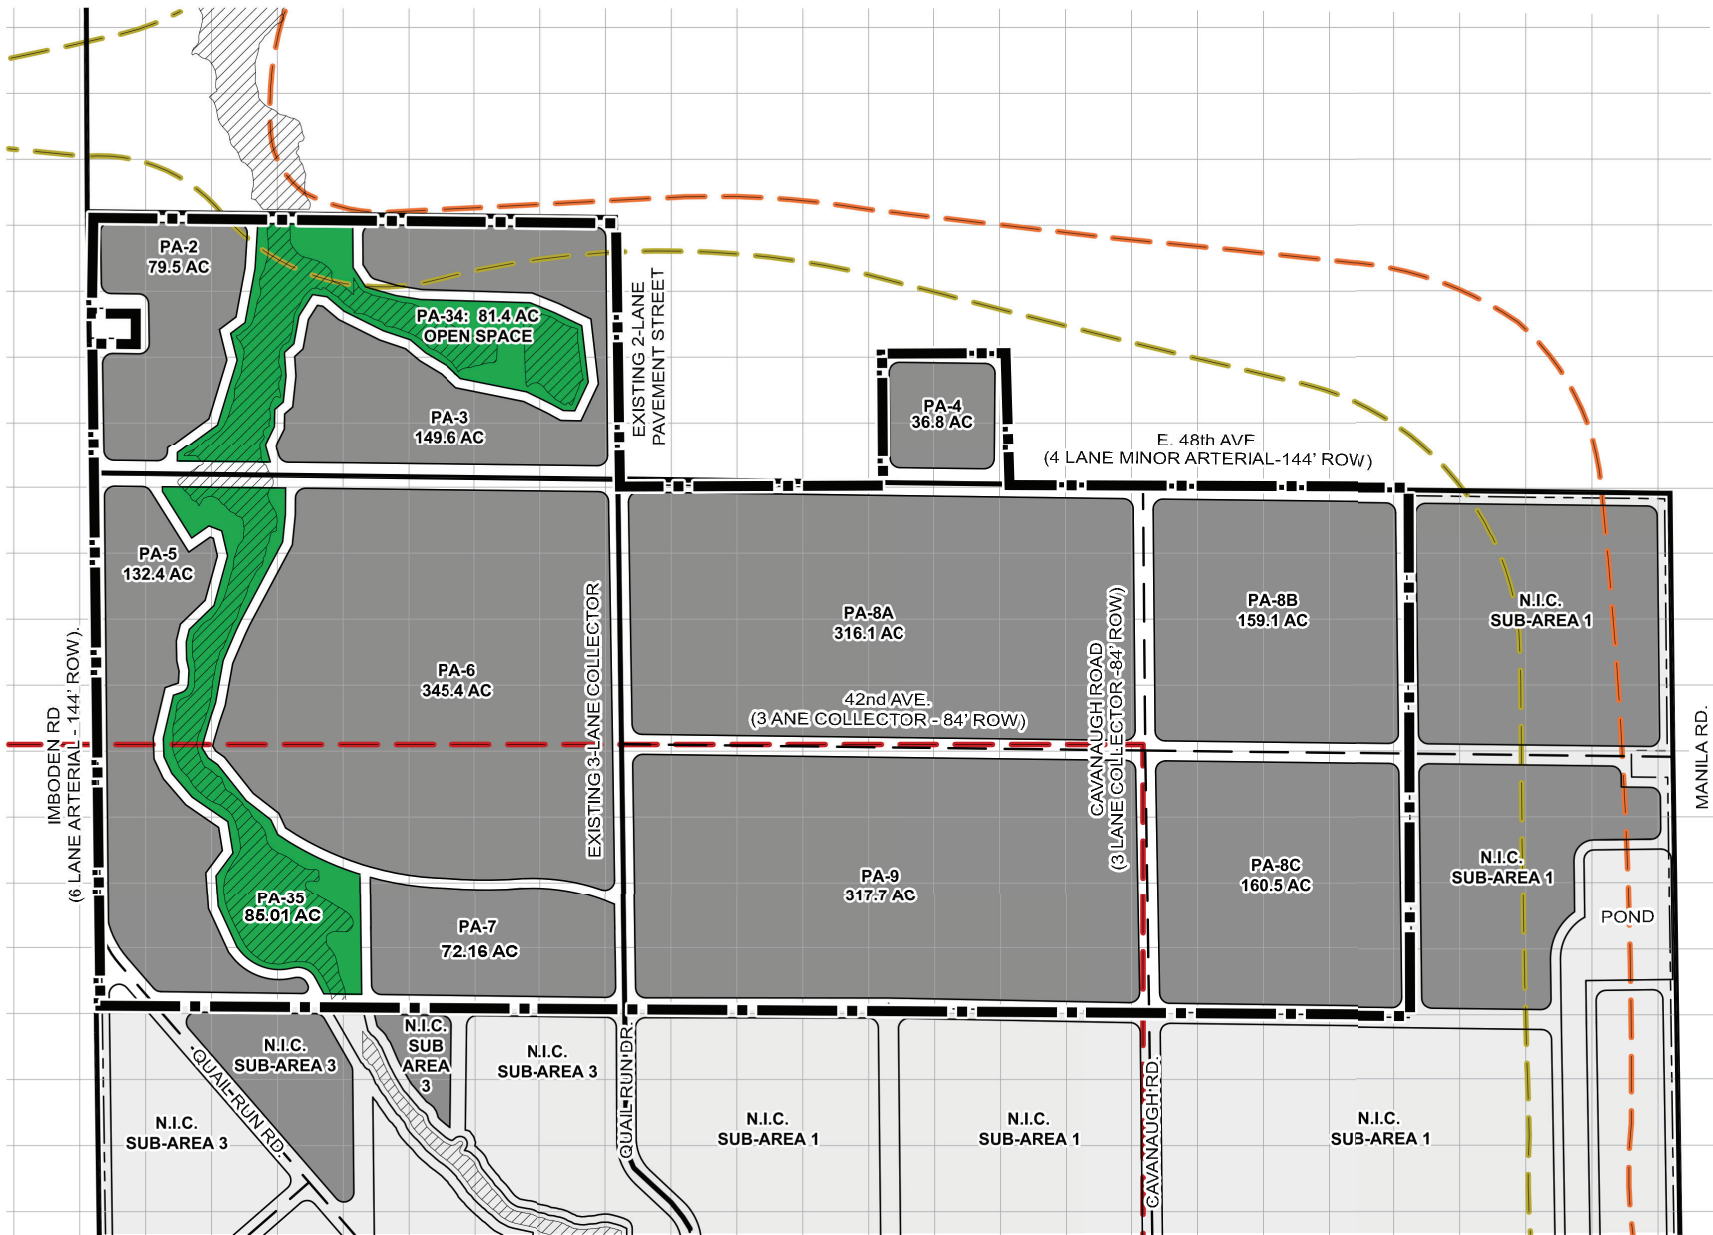 PA-2
79.5 AC
PA-34: 81.4 AC
OPEN SPACE
EXISTING 2-LANE
PAVEMENT STREET
PA-3
149.6 AC
PA-4
36.8 AC
E. 48th AVE
(4 LANE MINOR ARTERIAL-144' ROW)
PA-5
132.4 AC
PA-6
345.4 AC
EXISTING 3-LANE COLLECTOR
PA-8A
316.1 AC
PA-8B
159.1 AC
N.I.C.
SUB-AREA 1
42nd AVE.
(3 ANE COLLECTOR - 84' ROW)
CAVANAUGH ROAD
(3 LANE COLLECTOR -84' ROW)
IMBODEN RD
(6 LANE ARTERIAL - 144' ROW).
MANILA RD.
PA-35
85.01 AC
PA-7
72.16 AC
PA-9
317.7 AC
PA-8C
160.5 AC
N.I.C.
SUB-AREA 1
POND
N.I.C.
SUB-AREA 3
N.I.C.
SUB
AREA
3
N.I.C.
SUB-AREA 3
N.I.C.
SUB-AREA 3
QUAIL RUN RD.
QUAIL RUN DR.
N.I.C.
SUB-AREA 1
N.I.C.
SUB-AREA 1
CAVANAUGH RD.
N.I.C.
SUB-AREA 1